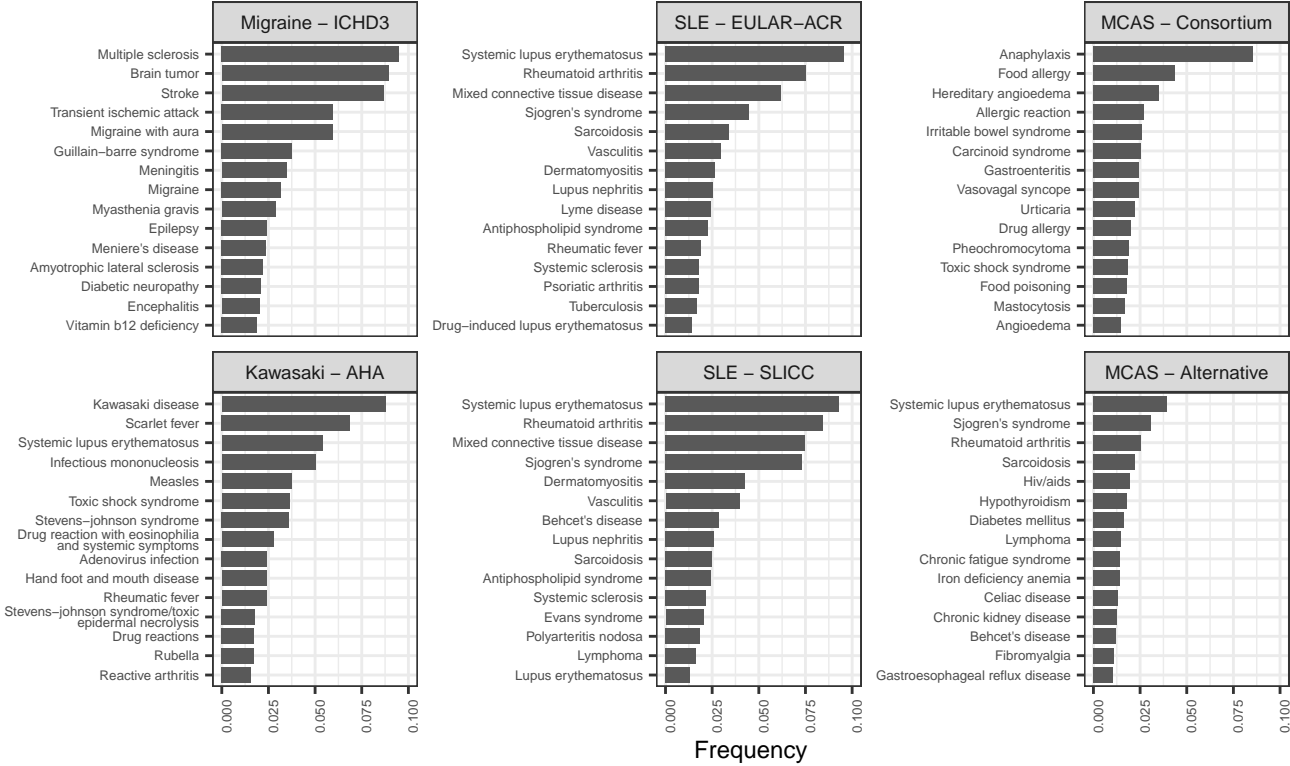 Migraine − ICHD3
Multiple sclerosis
Brain tumor
Stroke
Transient ischemic attack
Migraine with aura
Guillain−barre syndrome
Meningitis
Migraine
Myasthenia gravis
Epilepsy
Meniere's disease
Amyotrophic lateral sclerosis
Diabetic neuropathy
Encephalitis
Vitamin b12 deficiency
SLE − EULAR−ACR
Systemic lupus erythematosus
Rheumatoid arthritis
Mixed connective tissue disease
Sjogren's syndrome
Sarcoidosis
Vasculitis
Dermatomyositis
Lupus nephritis
Lyme disease
Antiphospholipid syndrome
Rheumatic fever
Systemic sclerosis
Psoriatic arthritis
Tuberculosis
Drug−induced lupus erythematosus
MCAS − Consortium
Anaphylaxis
Food allergy
Hereditary angioedema
Allergic reaction
Irritable bowel syndrome
Carcinoid syndrome
Gastroenteritis
Vasovagal syncope
Urticaria
Drug allergy
Pheochromocytoma
Toxic shock syndrome
Food poisoning
Mastocytosis
Angioedema
Kawasaki − AHA
Kawasaki disease
Scarlet fever
Systemic lupus erythematosus
Infectious mononucleosis
Measles
Toxic shock syndrome
Stevens−johnson syndrome
Drug reaction with eosinophilia
and systemic symptoms
Adenovirus infection
Hand foot and mouth disease
Rheumatic fever
Stevens−johnson syndrome/toxic
epidermal necrolysis
Drug reactions
Rubella
Reactive arthritis
0.000
0.025
0.050
0.075
0.100
SLE − SLICC
Systemic lupus erythematosus
Rheumatoid arthritis
Mixed connective tissue disease
Sjogren's syndrome
Dermatomyositis
Vasculitis
Behcet's disease
Lupus nephritis
Sarcoidosis
Antiphospholipid syndrome
Systemic sclerosis
Evans syndrome
Polyarteritis nodosa
Lymphoma
Lupus erythematosus
0.000
0.025
0.050
0.075
0.100
MCAS − Alternative
Systemic lupus erythematosus
Sjogren's syndrome
Rheumatoid arthritis
Sarcoidosis
Hiv/aids
Hypothyroidism
Diabetes mellitus
Lymphoma
Chronic fatigue syndrome
Iron deficiency anemia
Celiac disease
Chronic kidney disease
Behcet's disease
Fibromyalgia
Gastroesophageal reflux disease
0.000
0.025
0.050
0.075
0.100
Frequency